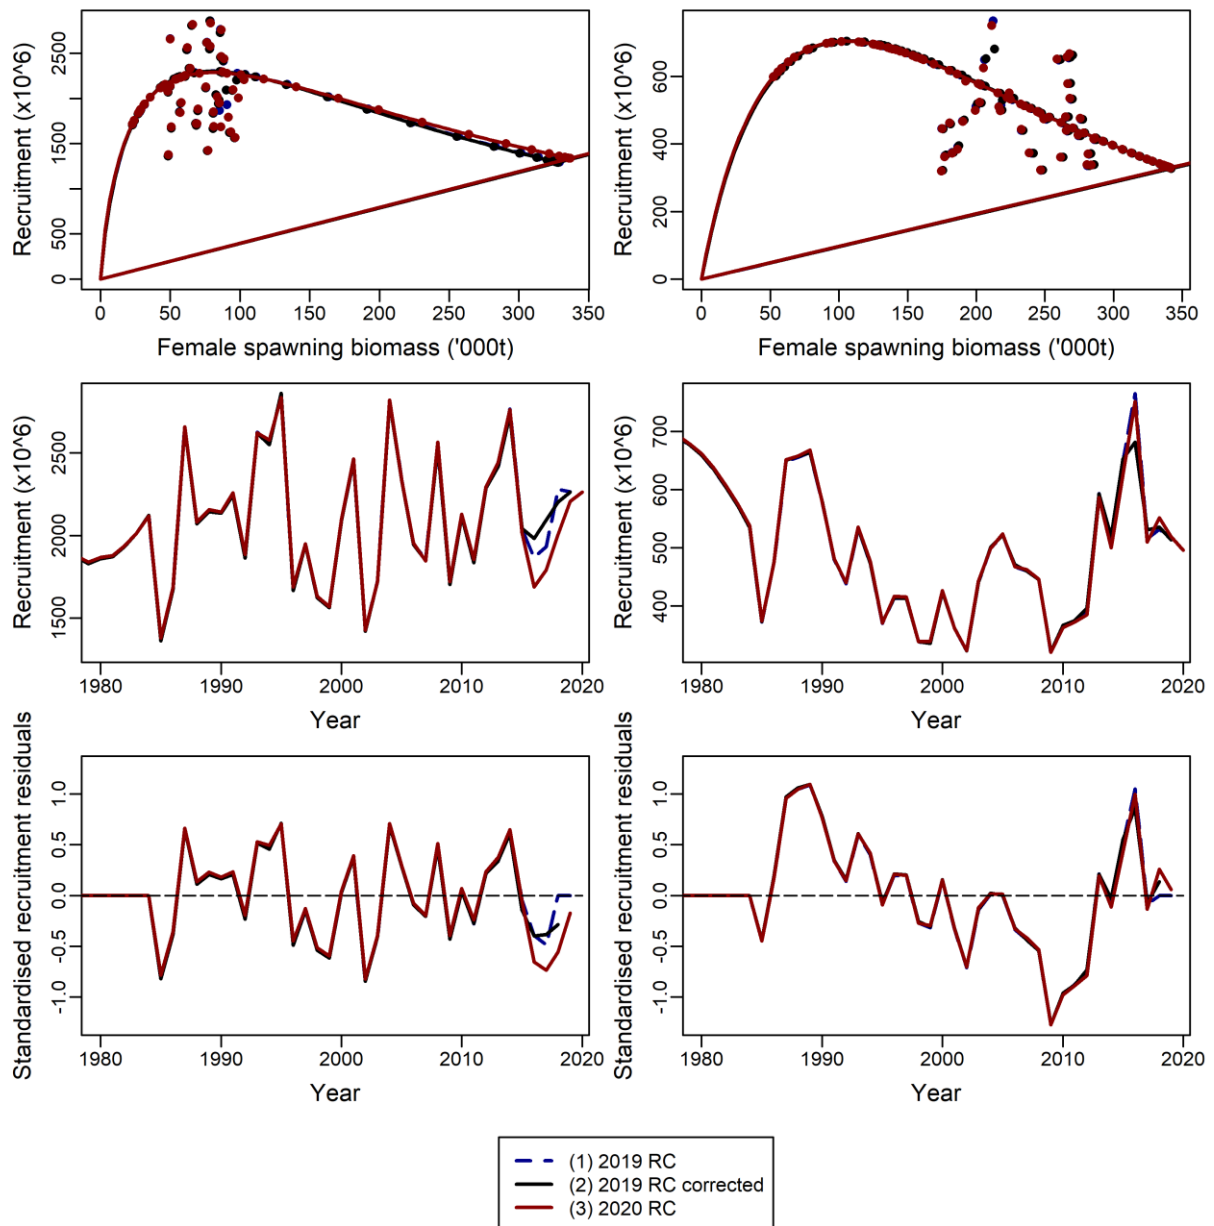 Recruitment (x10^6)
0 500 1500 2500
0 50 100 150 200 250 300 350
Female spawning biomass ('000t)
Recruitment (x10^6)
0 200 400 600
0 50 100 150 200 250 300 350
Female spawning biomass ('000t)
Recruitment (x10^6)
1500 2000 2500
1980 1990 2000 2010 2020
Year
Recruitment (x10^6)
400 500 600 700
1980 1990 2000 2010 2020
Year
Standardised recruitment residuals
-1.0 -0.5 0.0 0.5 1.0
1980 1990 2000 2010 2020
Year
Standardised recruitment residuals
-1.0 0.0 0.5 1.0
1980 1990 2000 2010 2020
Year
(1) 2019 RC
(2) 2019 RC corrected
(3) 2020 RC